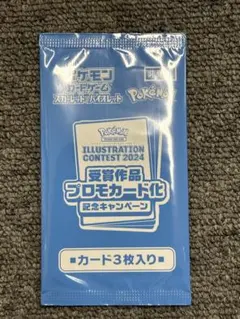 ポケモン
カードゲーム
スカーレット&バイオレット
Pokémon
Pokémon
ILLUSTRATION
CONTEST 2024
受賞作品
プロモカード化
記念キャンペーン
■カード3枚入り■